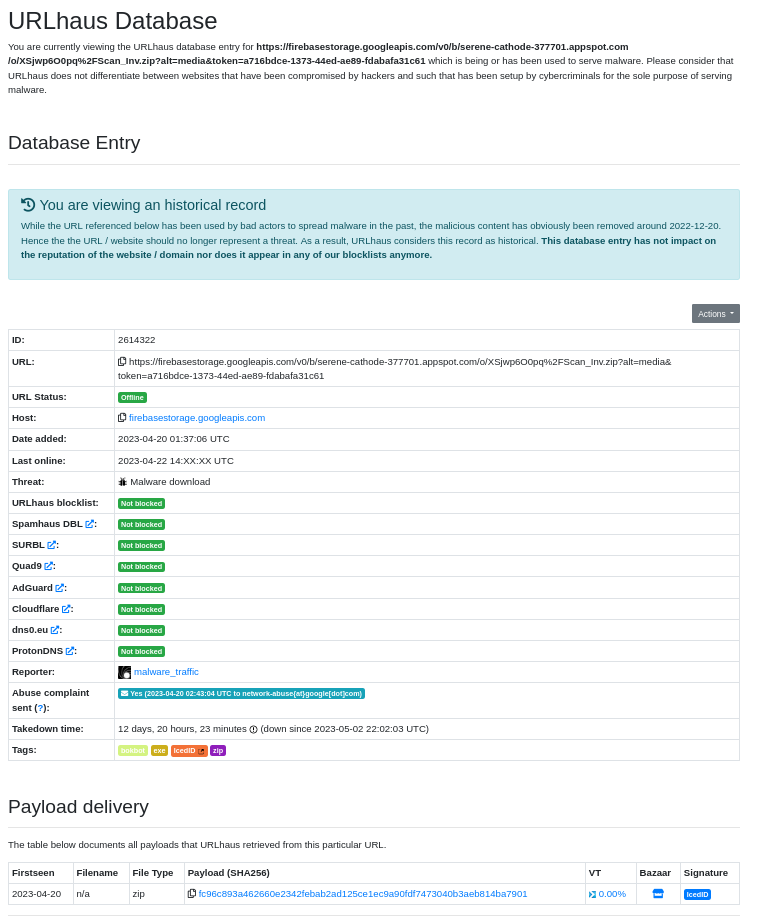 URLhaus Database
You are currently viewing the URLhaus database entry for https://firebasestorage.googleapis.com/v0/b/serene-cathode-377701.appspot.com
/o/XSjwp6O0pq%2FScan_Inv.zip?alt=media&token=a716bdce-1373-44ed-ae89-fdabafa31c61 which is being or has been used to serve malware. Please consider that
URLhaus does not differentiate between websites that have been compromised by hackers and such that has been setup by cybercriminals for the sole purpose of serving
malware.
Database Entry
You are viewing an historical record
While the URL referenced below has been used by bad actors to spread malware in the past, the malicious content has obviously been removed around 2022-12-20.
Hence the the URL / website should no longer represent a threat. As a result, URLhaus considers this record as historical. This database entry has not impact on
the reputation of the website / domain nor does it appear in any of our blocklists anymore.
Actions
ID: 2614322
URL: https://firebasestorage.googleapis.com/v0/b/serene-cathode-377701.appspot.com/o/XSjwp6O0pq%2FScan_Inv.zip?alt=media&
token=a716bdce-1373-44ed-ae89-fdabafa31c61
URL Status: Offline
Host: firebasestorage.googleapis.com
Date added: 2023-04-20 01:37:06 UTC
Last online: 2023-04-22 14:XX:XX UTC
Threat: Malware download
URLhaus blocklist: Not blocked
Spamhaus DBL : Not blocked
SURBL : Not blocked
Quad9 : Not blocked
AdGuard : Not blocked
Cloudflare : Not blocked
dns0.eu : Not blocked
ProtonDNS : Not blocked
Reporter: malware_traffic
Abuse complaint Yes (2023-04-20 02:43:04 UTC to network-abuse{at}google[dot]com)
sent (?):
Takedown time: 12 days, 20 hours, 23 minutes (down since 2023-05-02 22:02:03 UTC)
Tags: bokbot exe IcedID zip
Payload delivery
The table below documents all payloads that URLhaus retrieved from this particular URL.
Firstseen Filename File Type Payload (SHA256) VT Bazaar Signature
2023-04-20 n/a zip fc96c893a462660e2342febab2ad125ce1ec9a90fdf7473040b3aeb814ba7901 0.00% IcedID